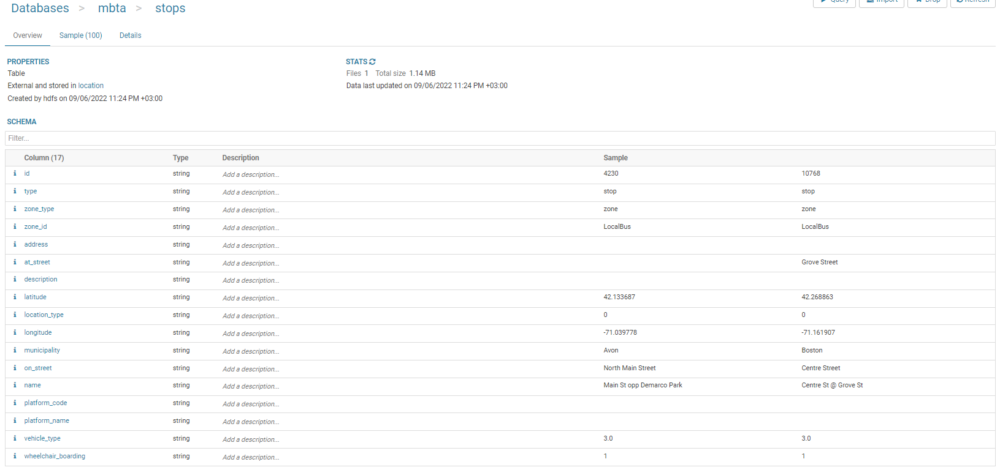 Databases > mbta > stops
Query Import Drop Refresh
Overview Sample (100) Details
PROPERTIES STATS
Table Files 1 Total size 1.14 MB
External and stored in location Data last updated on 09/06/2022 11:24 PM +03:00
Created by hdfs on 09/06/2022 11:24 PM +03:00
SCHEMA
Filter...
Column (17) Type Description Sample
id string Add a description... 4230 10768
type string Add a description... stop stop
zone_type string Add a description... zone zone
zone_id string Add a description... LocalBus LocalBus
address string Add a description...
at_street string Add a description... Grove Street
description string Add a description...
latitude string Add a description... 42.133687 42.268863
location_type string Add a description... 0 0
longitude string Add a description... -71.039778 -71.161907
municipality string Add a description... Avon Boston
on_street string Add a description... North Main Street Centre Street
name string Add a description... Main St opp Demarco Park Centre St @ Grove St
platform_code string Add a description...
platform_name string Add a description...
vehicle_type string Add a description... 3.0 3.0
wheelchair_boarding string Add a description... 1 1